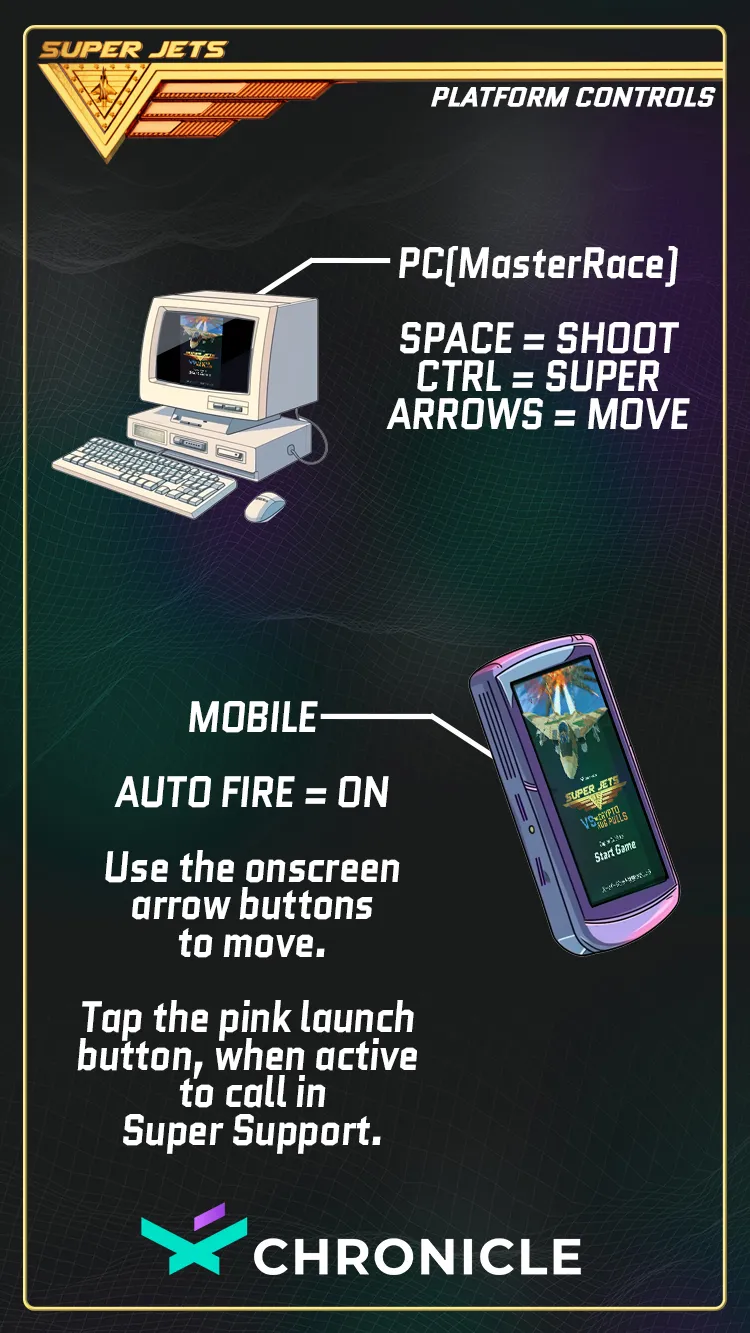 SUPER JETS
PLATFORM CONTROLS
PC(MasterRace)
SPACE = SHOOT
CTRL = SUPER
ARROWS = MOVE
MOBILE
AUTO FIRE = ON
Use the onscreen
arrow buttons
to move.
Tap the pink launch
button, when active
to call in
Super Support.
SUPER JETS
VS CRYPTO
RUG PULLS
Start Game
CHRONICLE